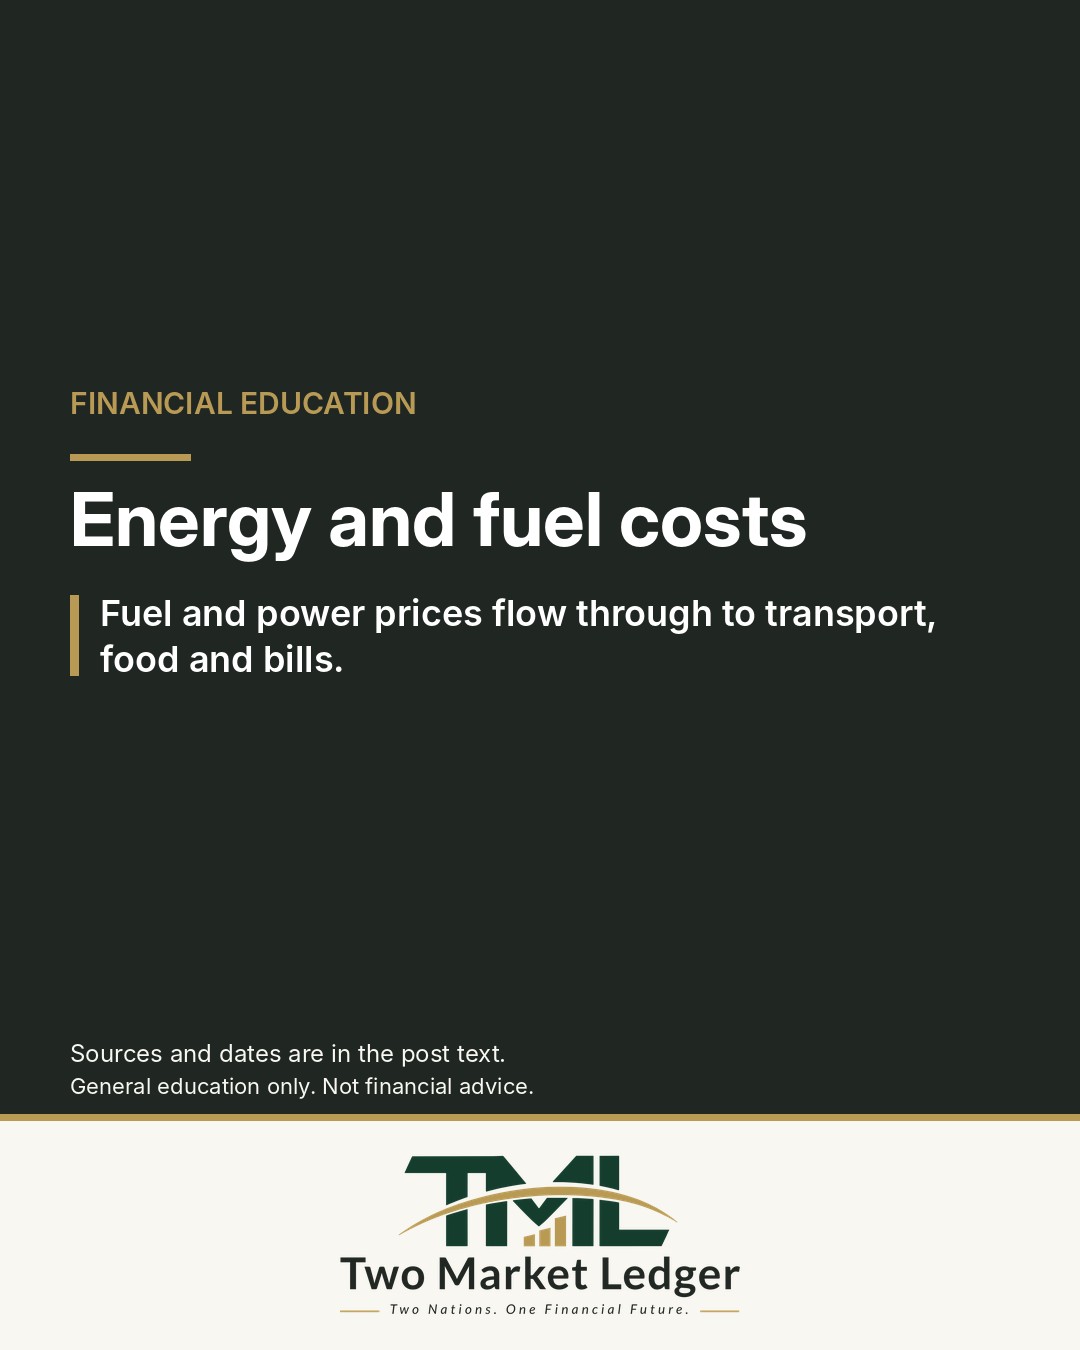 FINANCIAL EDUCATION
Energy and fuel costs
Fuel and power prices flow through to transport,
food and bills.
Sources and dates are in the post text.
General education only. Not financial advice.
TML
Two Market Ledger
Two Nations. One Financial Future.